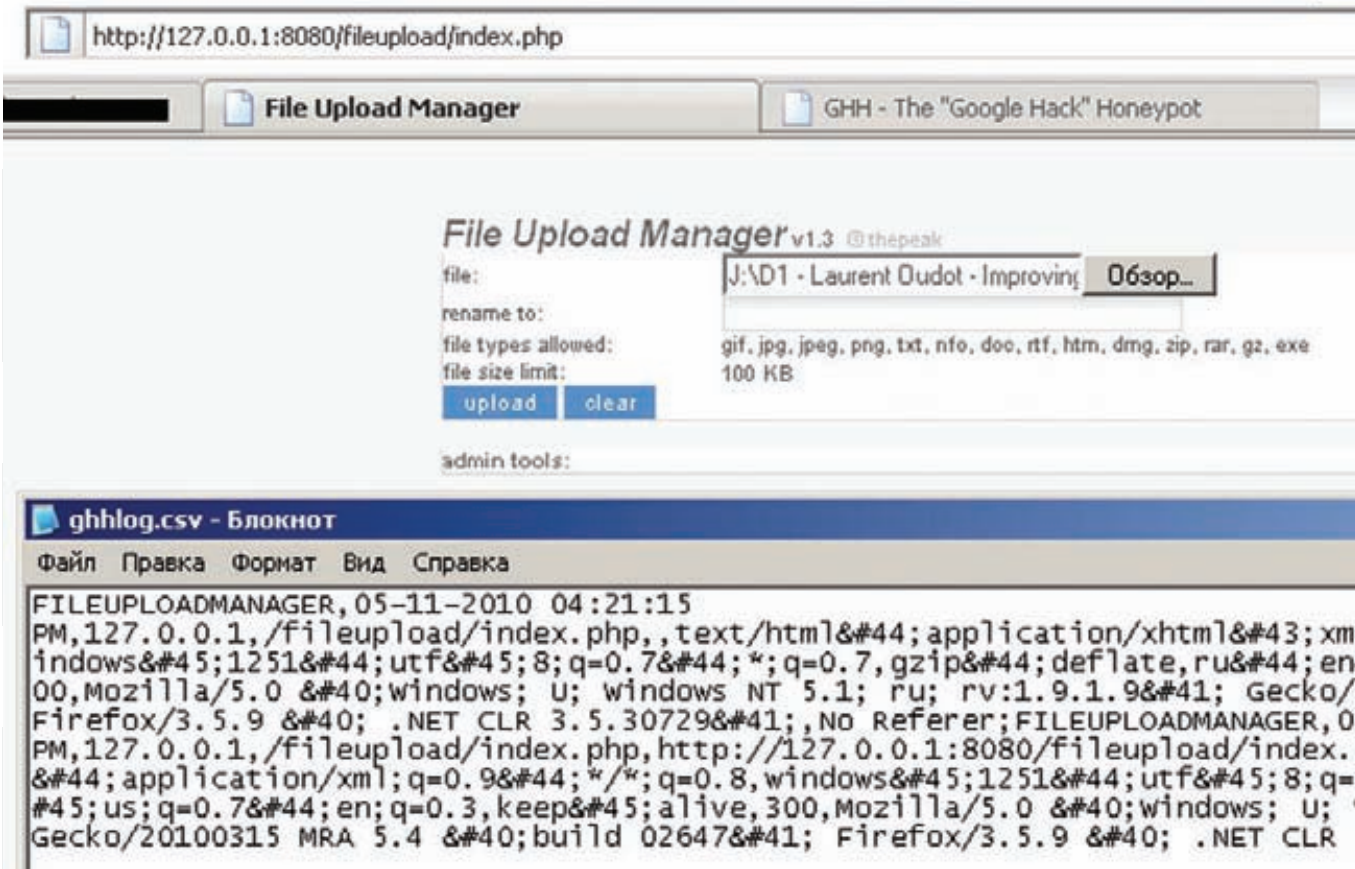 http://127.0.0.1:8080/fileupload/index.php
File Upload Manager
GHH - The "Google Hack" Honeypot
File Upload Manager v1.3 ©thepeak
file: J:\D1 - Laurent Oudot - Improving Обзор...
rename to:
file types allowed: gif, jpg, jpeg, png, txt, nfo, doc, rtf, htm, dmg, zip, rar, gz, exe
file size limit: 100 KB
upload clear
admin tools:
ghhlog.csv - Блокнот
Файл Правка Формат Вид Справка
FILEUPLOADMANAGER,05-11-2010 04:21:15
PM,127.0.0.1,/fileupload/index.php,,text/html&#44;application/xhtml&#43;xm
indows&#45;1251&#44;utf&#45;8;q=0.7&#44;*;q=0.7,gzip&#44;deflate,ru&#44;en
00,Mozilla/5.0 &#40;Windows; U; Windows NT 5.1; ru; rv:1.9.1.9&#41; Gecko/
Firefox/3.5.9 &#40; .NET CLR 3.5.30729&#41;,No Referer;FILEUPLOADMANAGER,0
PM,127.0.0.1,/fileupload/index.php,http://127.0.0.1:8080/fileupload/index.
&#44;application/xml;q=0.9&#44;*/*;q=0.8,windows&#45;1251&#44;utf&#45;8;q=
#45;us;q=0.7&#44;en;q=0.3,keep&#45;alive,300,Mozilla/5.0 &#40;Windows; U;
Gecko/20100315 MRA 5.4 &#40;build 02647&#41; Firefox/3.5.9 &#40; .NET CLR